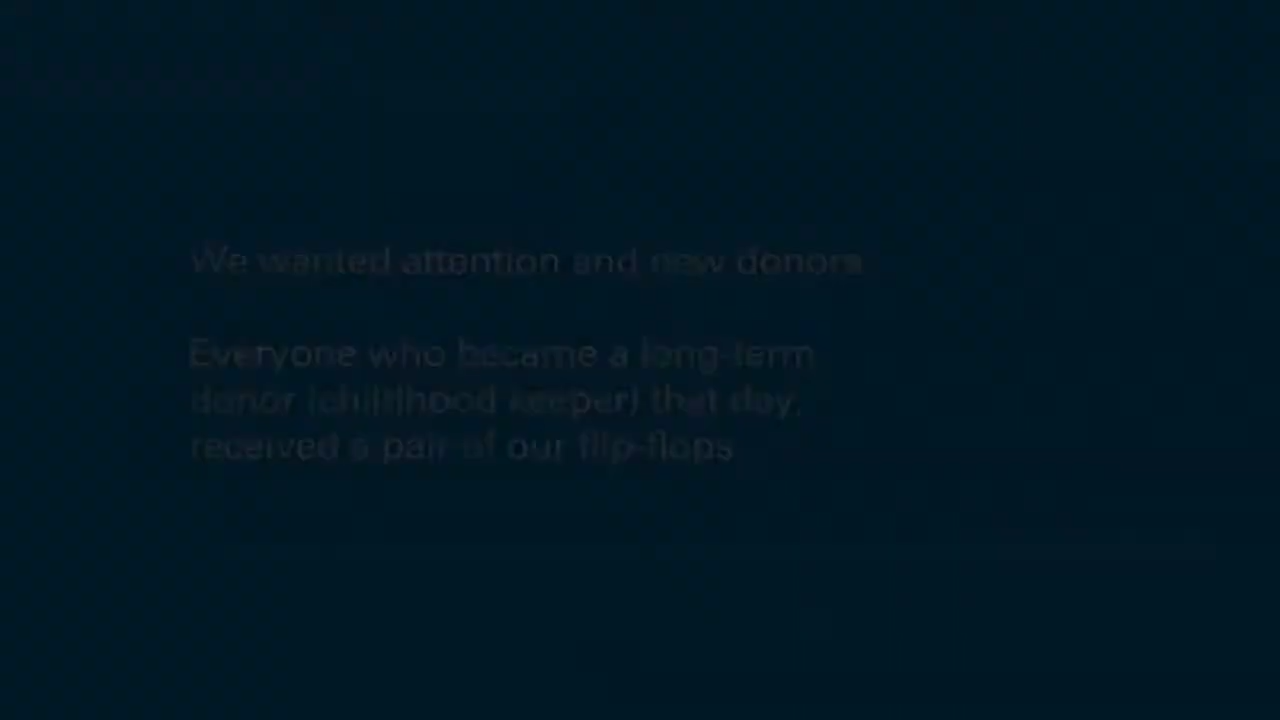 We wanted attention and new donors
Everyone who became a long-term
donor (childhood keeper) that day,
received a pair of our flip-flops